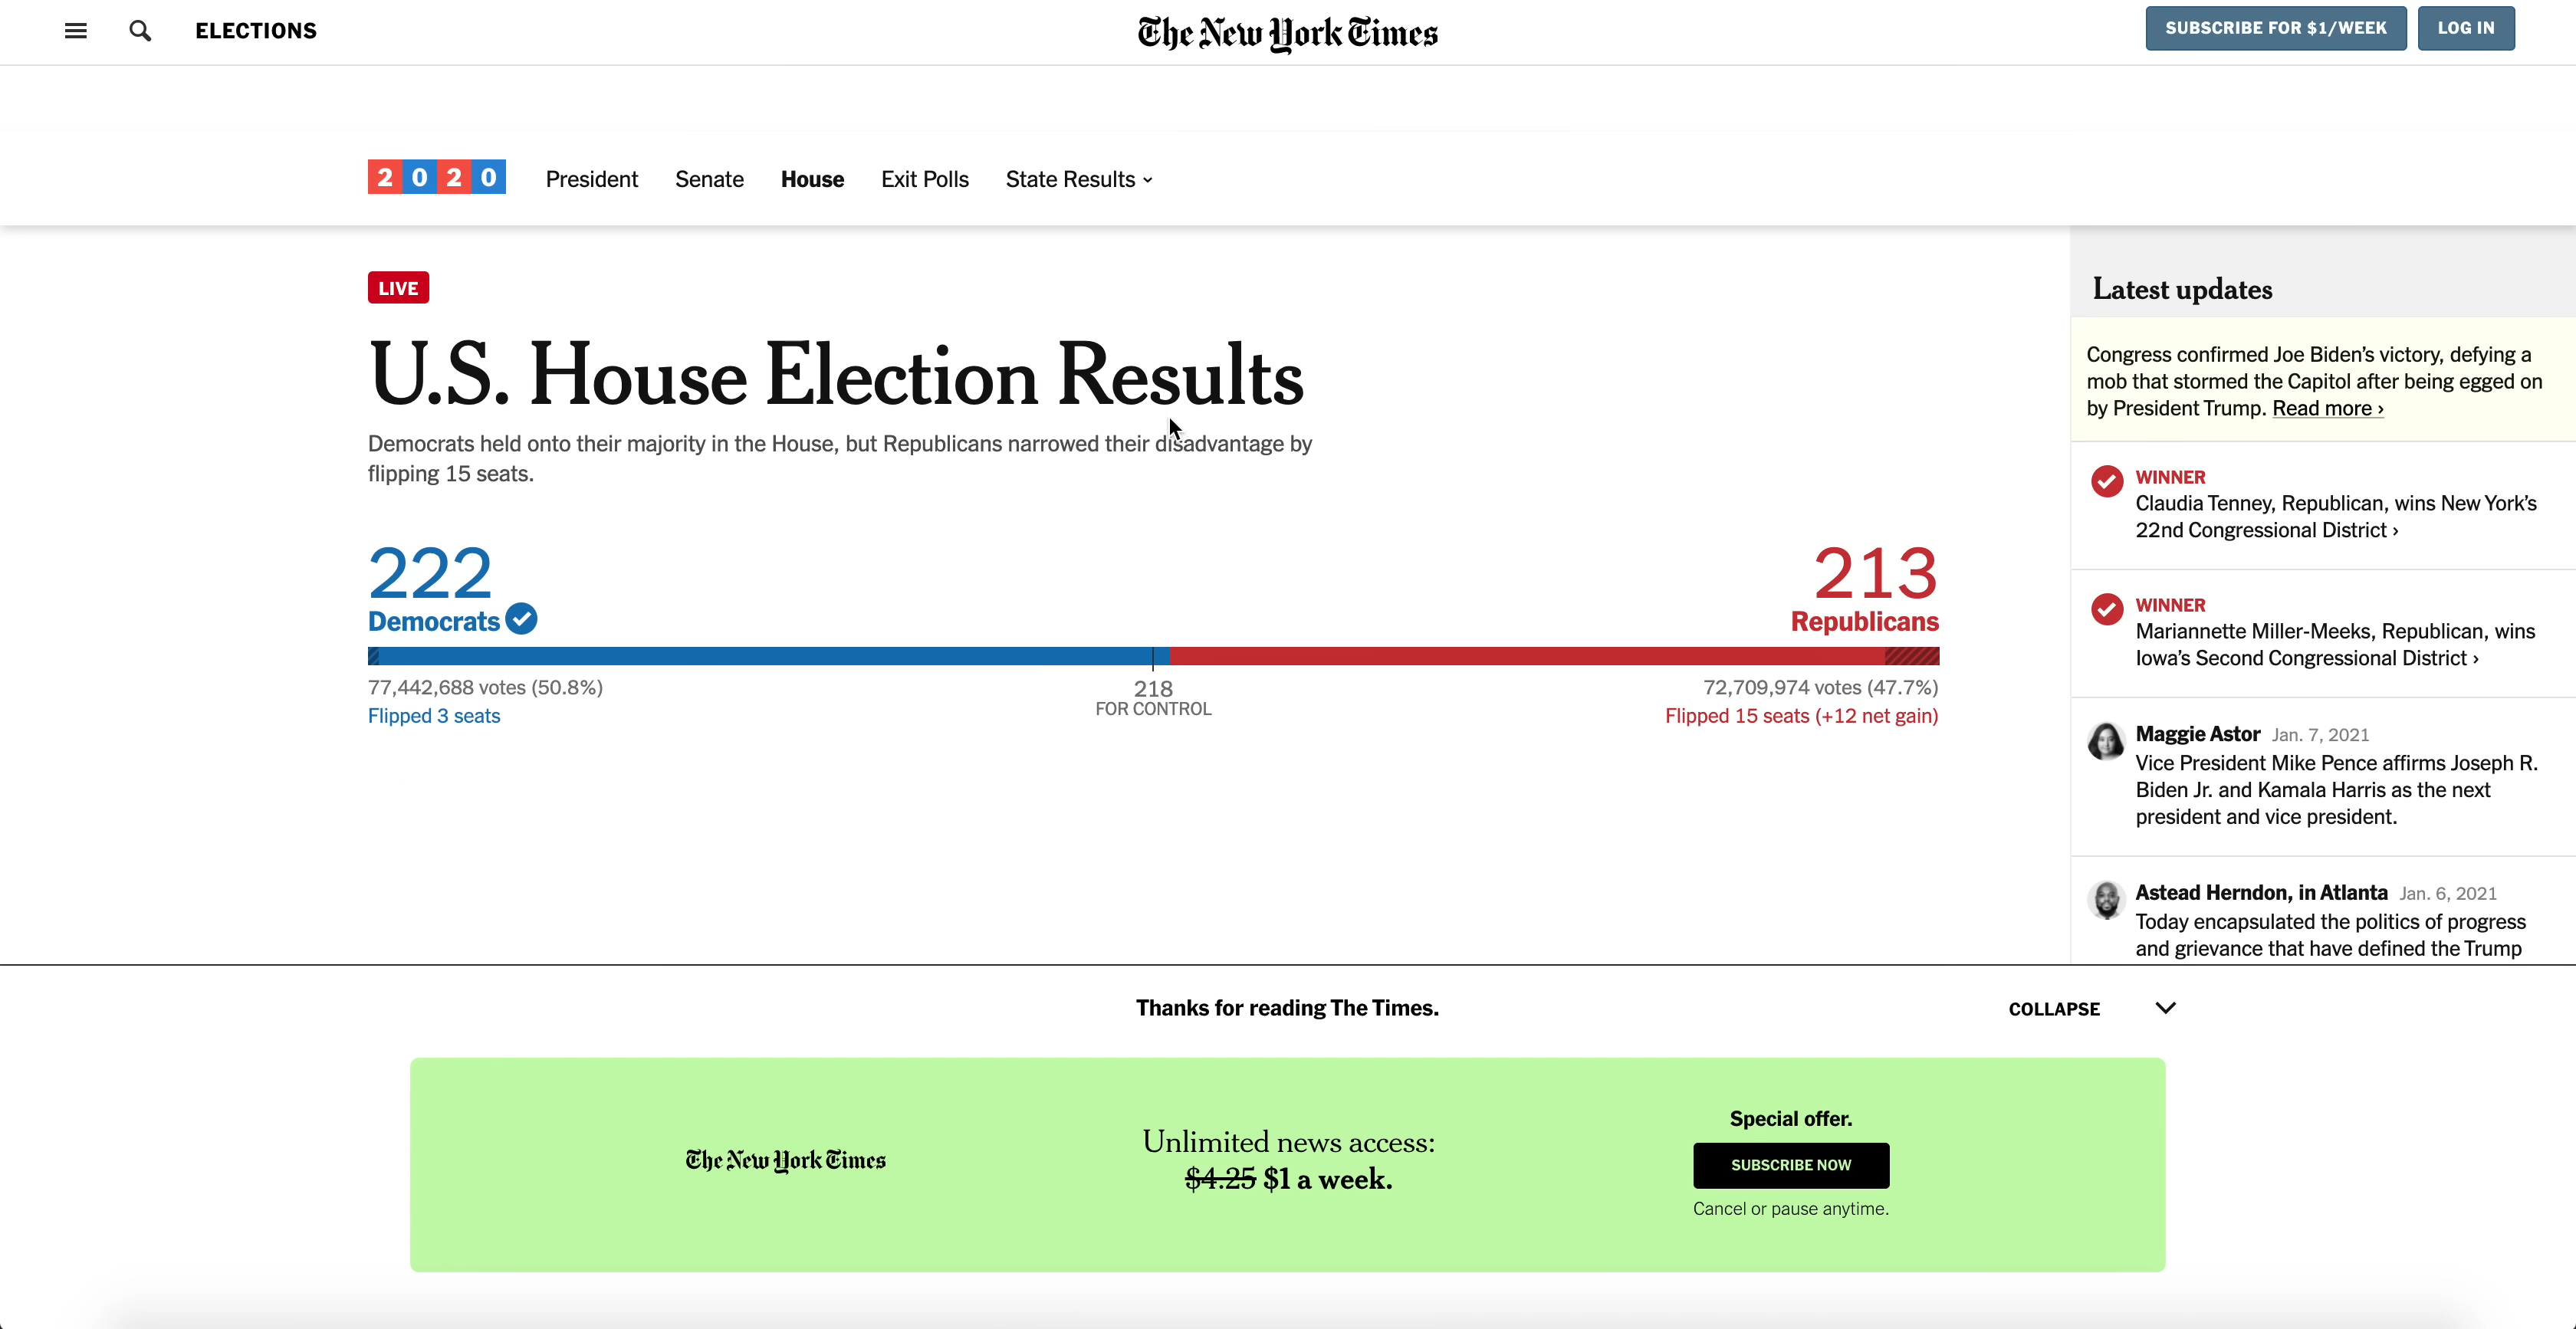 ELECTIONS
The New York Times
SUBSCRIBE FOR $1/WEEK
LOG IN
2020
President
Senate
House
Exit Polls
State Results
LIVE
U.S. House Election Results
Democrats held onto their majority in the House, but Republicans narrowed their disadvantage by
flipping 15 seats.
222
Democrats
213
Republicans
77,442,688 votes (50.8%)
Flipped 3 seats
218
FOR CONTROL
72,709,974 votes (47.7%)
Flipped 15 seats (+12 net gain)
Latest updates
Congress confirmed Joe Biden’s victory, defying a
mob that stormed the Capitol after being egged on
by President Trump. Read more ›
WINNER
Claudia Tenney, Republican, wins New York’s
22nd Congressional District ›
WINNER
Mariannette Miller-Meeks, Republican, wins
Iowa’s Second Congressional District ›
Maggie Astor Jan. 7, 2021
Vice President Mike Pence affirms Joseph R.
Biden Jr. and Kamala Harris as the next
president and vice president.
Astead Herndon, in Atlanta Jan. 6, 2021
Today encapsulated the politics of progress
and grievance that have defined the Trump
Thanks for reading The Times.
COLLAPSE
The New York Times
Unlimited news access:
$4.25 $1 a week.
Special offer.
SUBSCRIBE NOW
Cancel or pause anytime.